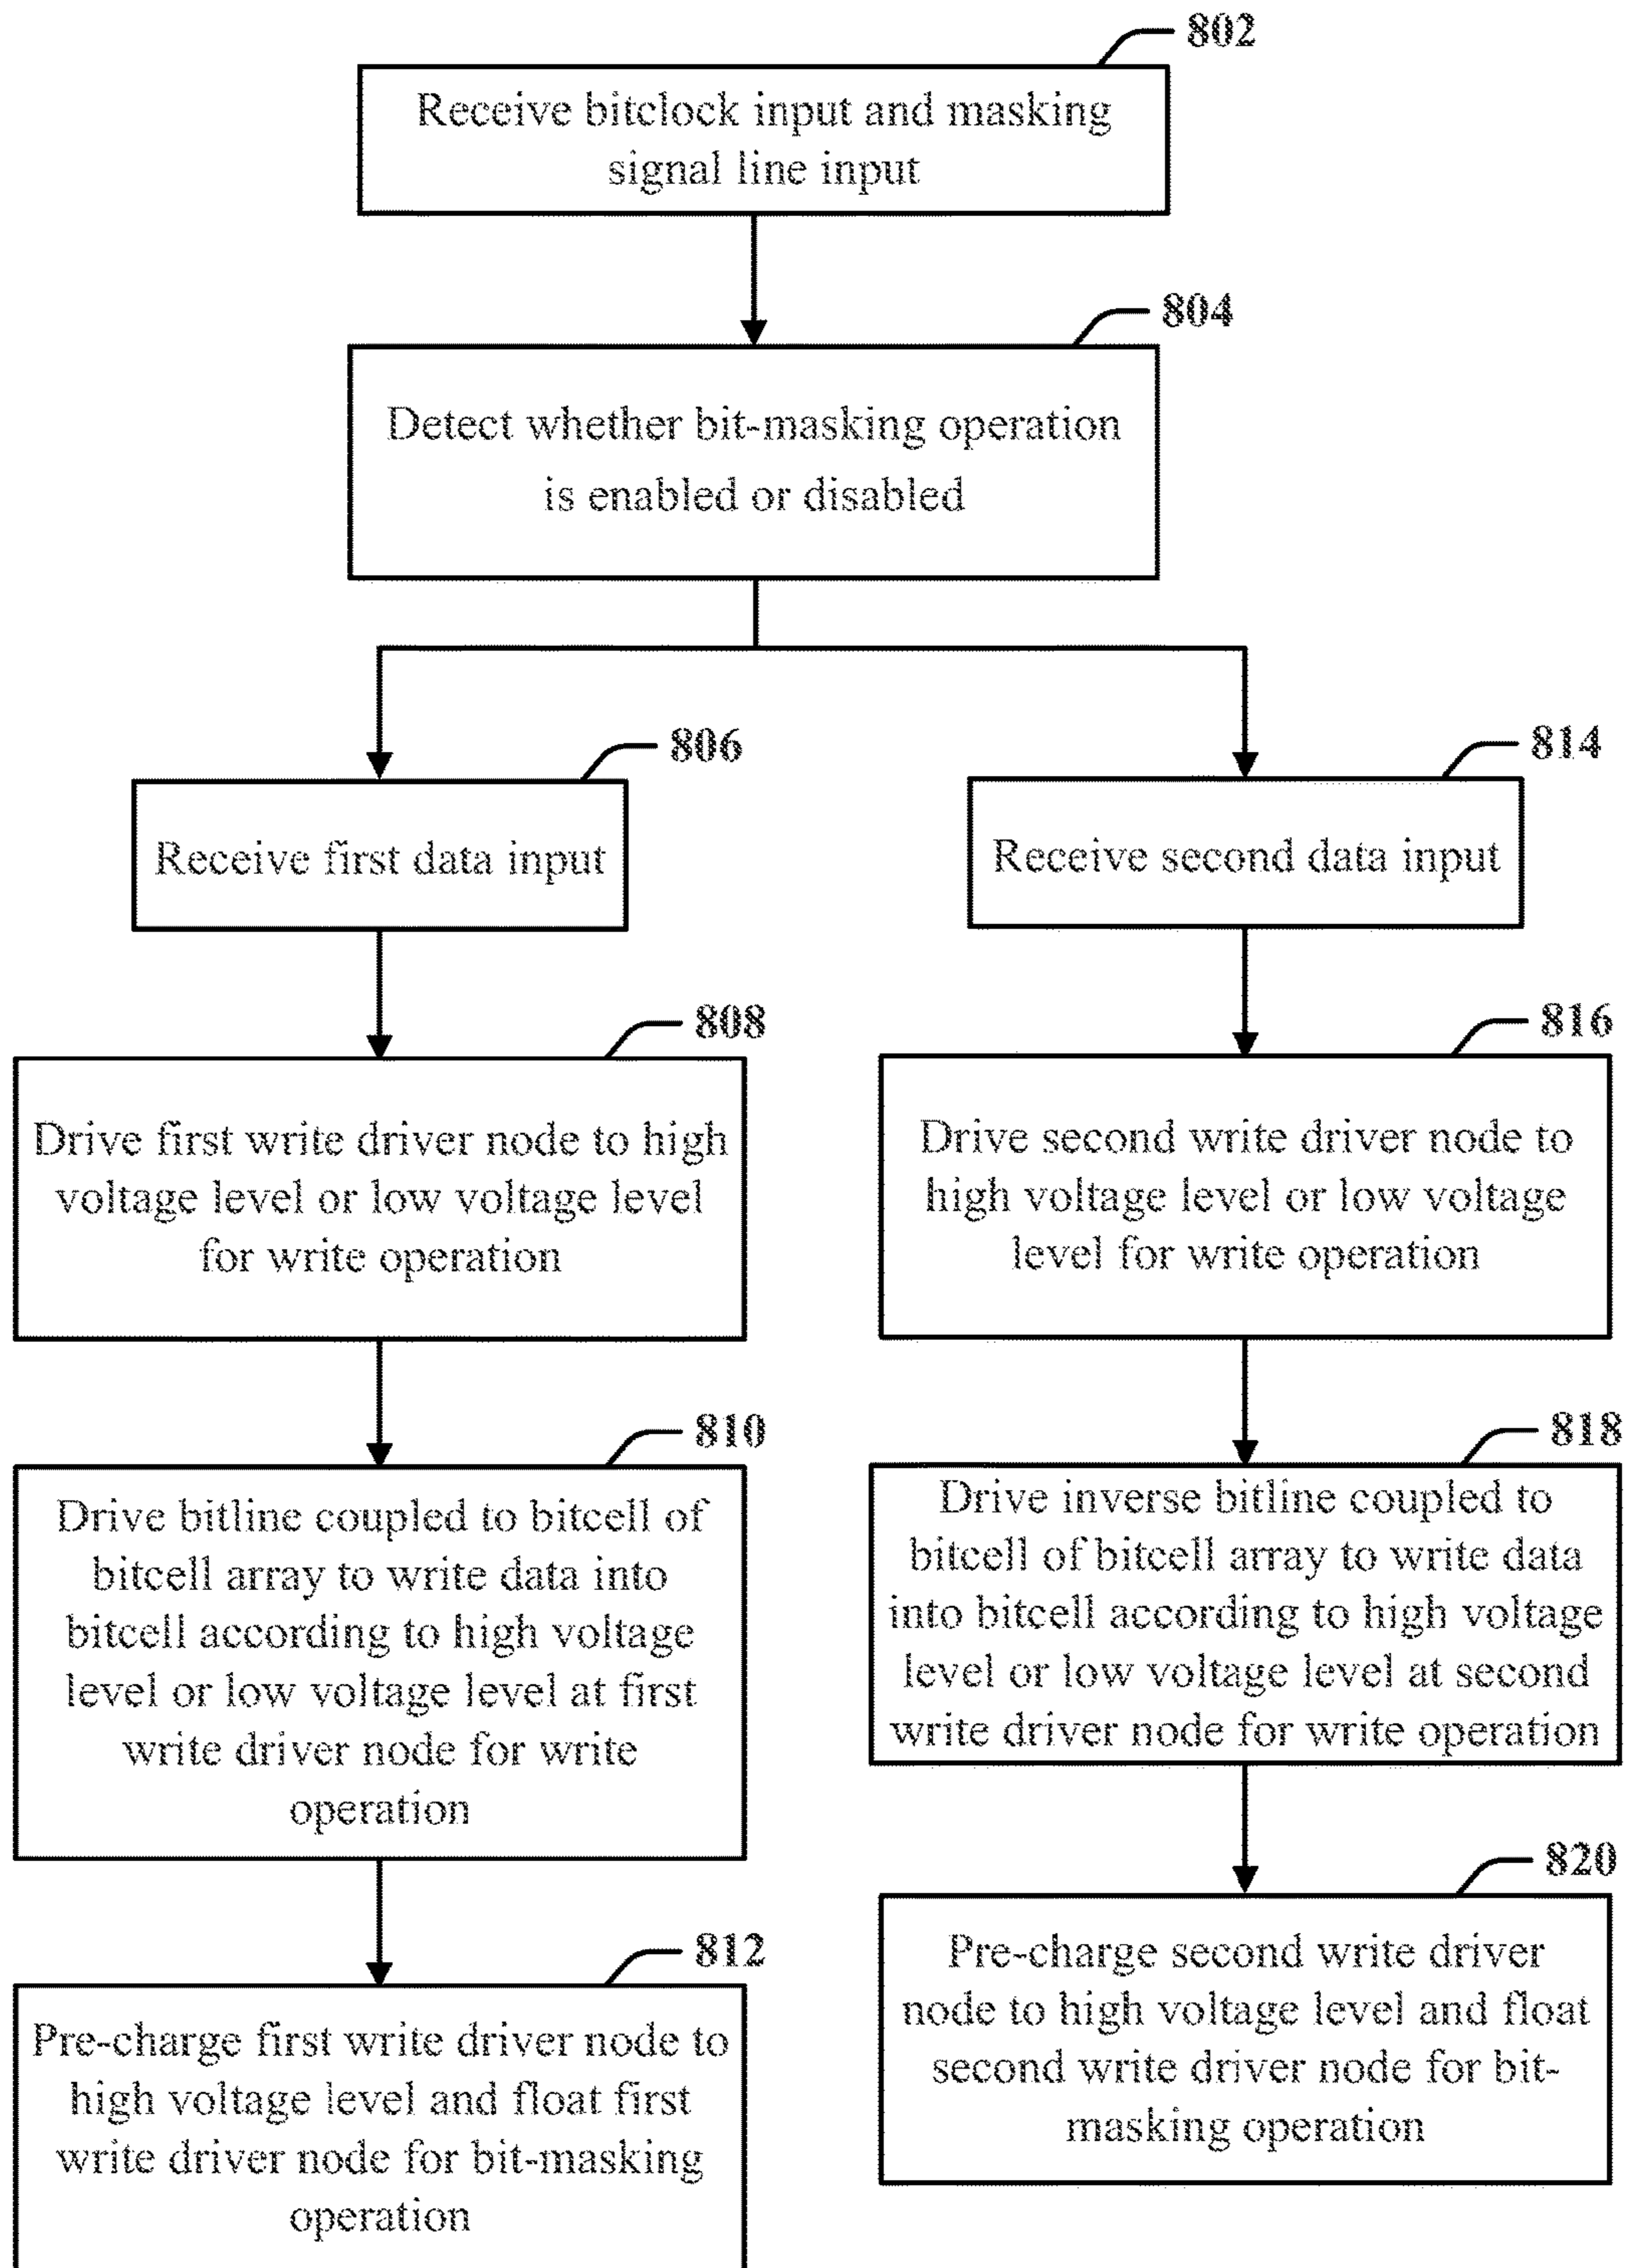 802
Receive bitclock input and masking
signal line input
804
Detect whether bit-masking operation
is enabled or disabled
806
Receive first data input
808
Drive first write driver node to high
voltage level or low voltage level
for write operation
810
Drive bitline coupled to bitcell of
bitcell array to write data into
bitcell according to high voltage
level or low voltage level at first
write driver node for write
operation
812
Pre-charge first write driver node to
high voltage level and float first
write driver node for bit-masking
operation
814
Receive second data input
816
Drive second write driver node to
high voltage level or low voltage
level for write operation
818
Drive inverse bitline coupled to
bitcell of bitcell array to write data
into bitcell according to high voltage
level or low voltage level at second
write driver node for write operation
820
Pre-charge second write driver
node to high voltage level and float
second write driver node for bit-
masking operation